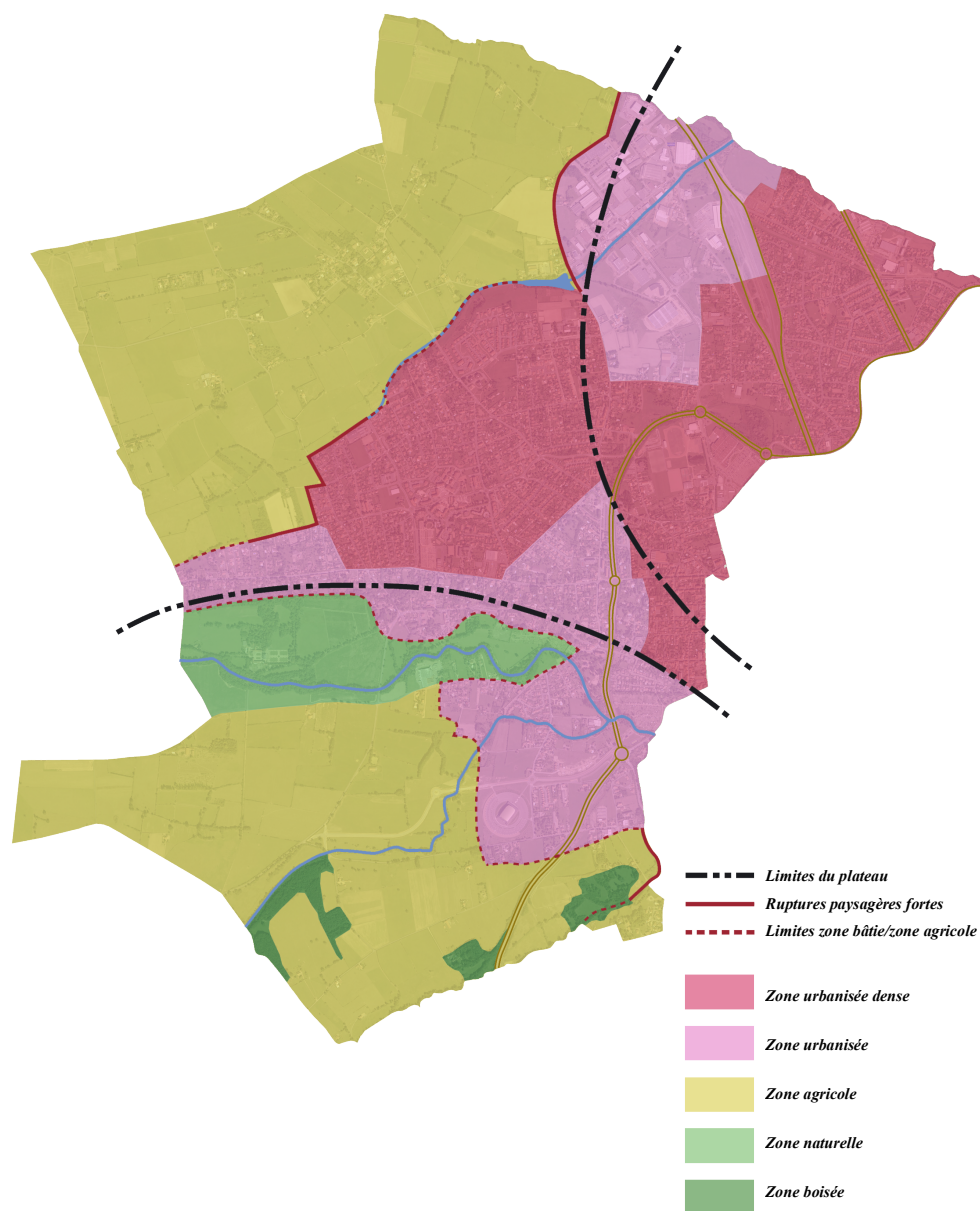 Limites du plateau
Ruptures paysagères fortes
Limites zone bâtie/zone agricole
Zone urbanisée dense
Zone urbanisée
Zone agricole
Zone naturelle
Zone boisée